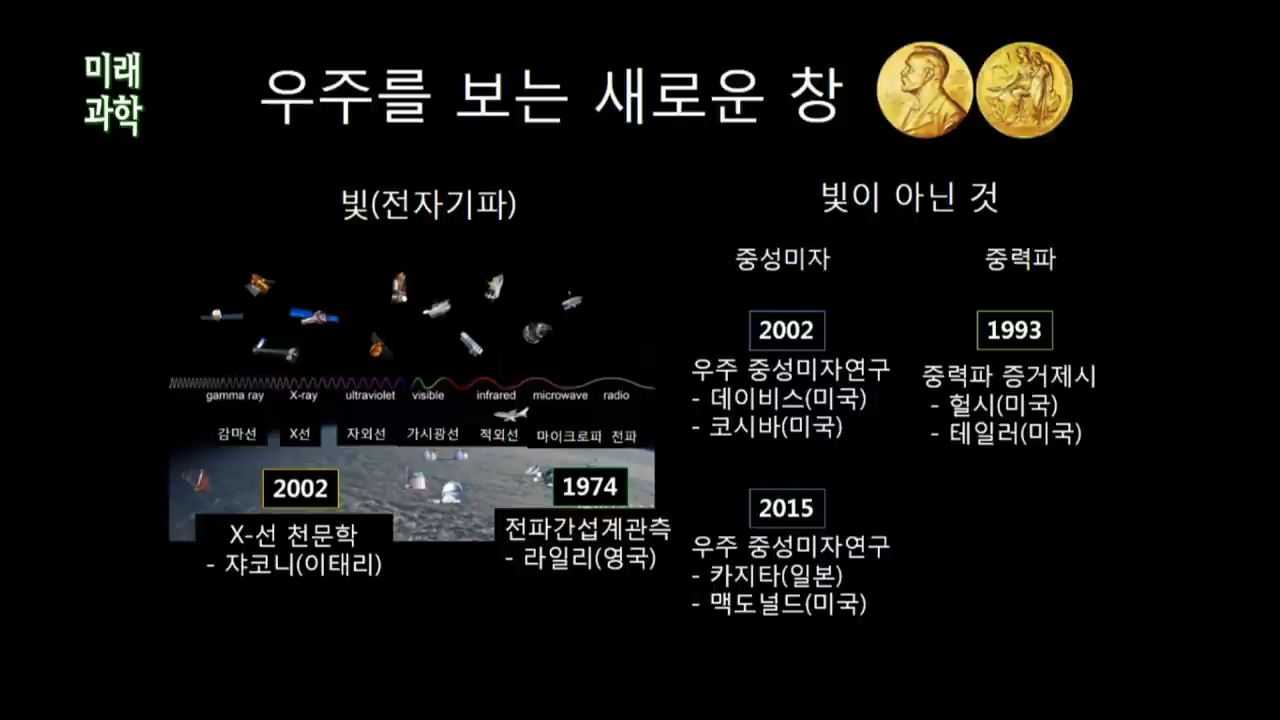 미래
과학
우주를 보는 새로운 창
빛(전자기파)
gamma ray X-ray ultraviolet visible infrared microwave radio
감마선 X선 자외선 가시광선 적외선 마이크로파 전파
2002
X-선 천문학
- 쟈코니(이태리)
1974
전파간섭계관측
- 라일리(영국)
빛이 아닌 것
중성미자
2002
우주 중성미자연구
- 데이비스(미국)
- 코시바(미국)
2015
우주 중성미자연구
- 카지타(일본)
- 맥도널드(미국)
중력파
1993
중력파 증거제시
- 헐시(미국)
- 테일러(미국)